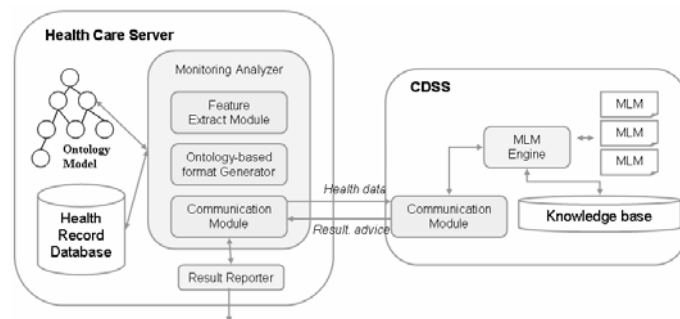 Health Care Server
Monitoring Analyzer
Feature
Extract Module
Ontology-based
format Generator
Communication
Module
Ontology
Model
Health
Record
Database
Result Reporter
Health data
Result. advice
CDSS
MLM
Engine
MLM
MLM
MLM
Communication
Module
Knowledge base